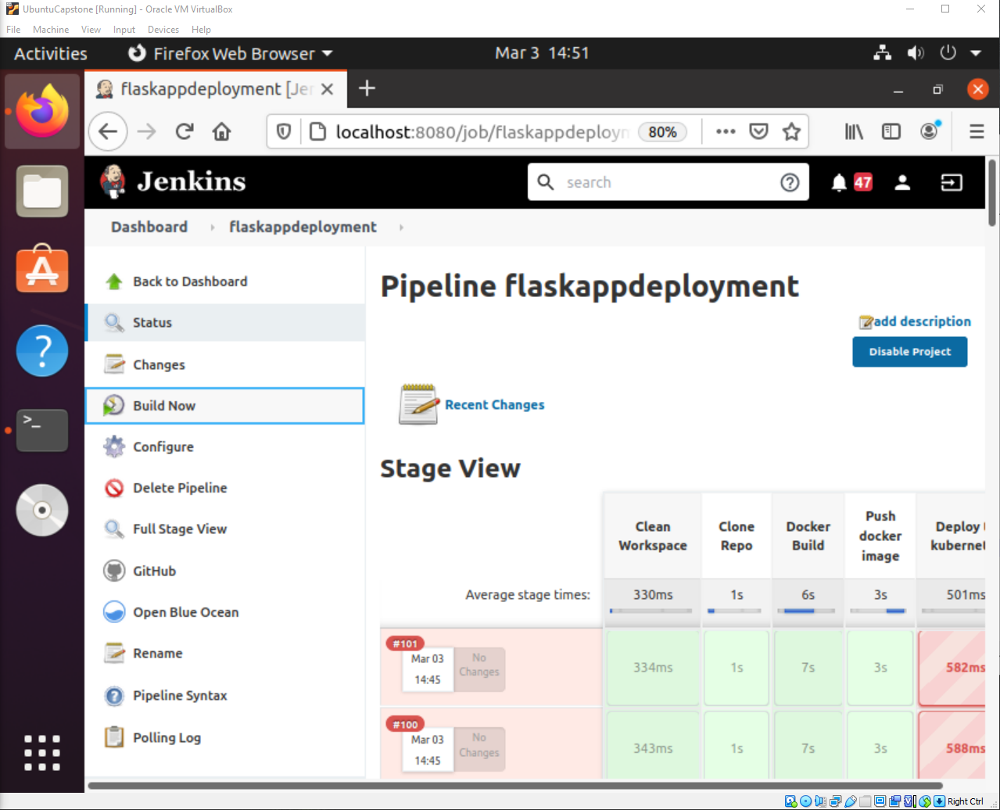 UbuntuCapstone [Running] - Oracle VM VirtualBox
File Machine View Input Devices Help
Activities Firefox Web Browser Mar 3 14:51
flaskappdeployment [Jen
localhost:8080/job/flaskappdeploym 80%
Jenkins search 47
Dashboard flaskappdeployment
Back to Dashboard
Status
Changes
Build Now
Configure
Delete Pipeline
Full Stage View
GitHub
Open Blue Ocean
Rename
Pipeline Syntax
Polling Log
Pipeline flaskappdeployment
add description
Disable Project
Recent Changes
Stage View
Clean Workspace
Clone Repo
Docker Build
Push docker image
Deploy t
kubernet
Average stage times: 330ms 1s 6s 3s 501ms
#101
Mar 03
14:45
No
Changes
334ms 1s 7s 3s 582ms
#100
Mar 03
14:45
No
Changes
343ms 1s 7s 3s 588ms
Right Ctrl